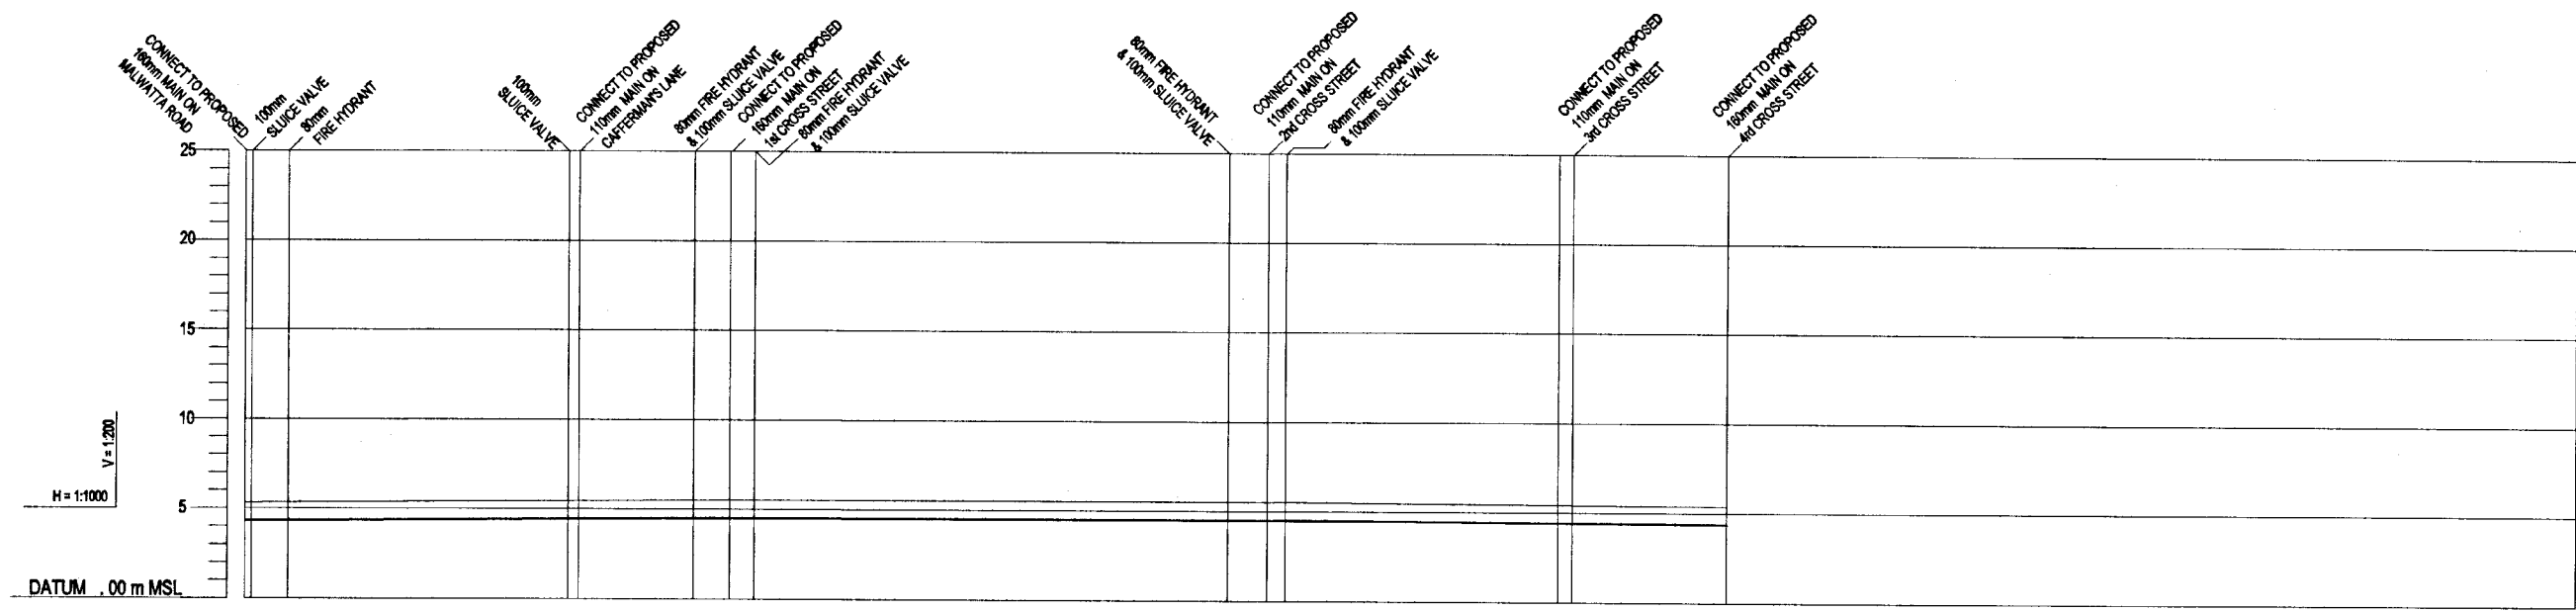 CONNECT TO PROPOSED
160mm MAIN ON
MALWATTA ROAD
100mm
SLUICE VALVE
80mm
FIRE HYDRANT
100mm
SLUICE VALVE
CONNECT TO PROPOSED
110mm MAIN ON
CAFFERMAN'S LANE
80mm FIRE HYDRANT
& 100mm SLUICE VALVE
CONNECT TO PROPOSED
160mm MAIN ON
1st CROSS STREET
80mm FIRE HYDRANT
& 100mm SLUICE VALVE
80mm FIRE HYDRANT
& 100mm SLUICE VALVE
CONNECT TO PROPOSED
110mm MAIN ON
2nd CROSS STREET
80mm FIRE HYDRANT
& 100mm SLUICE VALVE
CONNECT TO PROPOSED
110mm MAIN ON
3rd CROSS STREET
CONNECT TO PROPOSED
160mm MAIN ON
4rd CROSS STREET
25
20
15
10
5
V = 1:200
H = 1:1000
DATUM .00 m MSL